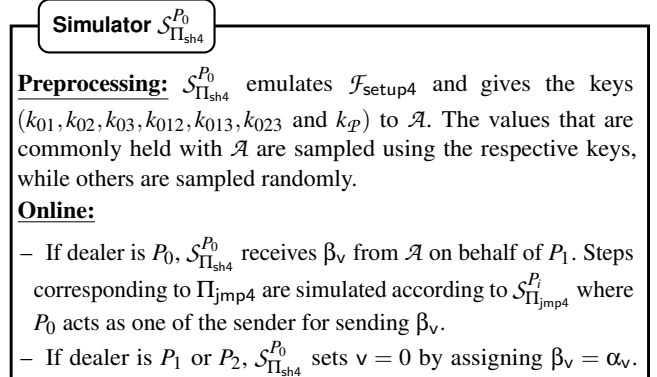 Simulator 𝒮^{P_0}_{Π_{sh4}}
Preprocessing: 𝒮^{P_0}_{Π_{sh4}} emulates ℱ_{setup4} and gives the keys
(k_{01}, k_{02}, k_{03}, k_{012}, k_{013}, k_{023} and k_𝒫) to 𝒜. The values that are
commonly held with 𝒜 are sampled using the respective keys,
while others are sampled randomly.
Online:
– If dealer is P_0, 𝒮^{P_0}_{Π_{sh4}} receives β_v from 𝒜 on behalf of P_1. Steps
corresponding to Π_{jmp4} are simulated according to 𝒮^{P_i}_{Π_{jmp4}} where
P_0 acts as one of the sender for sending β_v.
– If dealer is P_1 or P_2, 𝒮^{P_0}_{Π_{sh4}} sets v = 0 by assigning β_v = α_v.